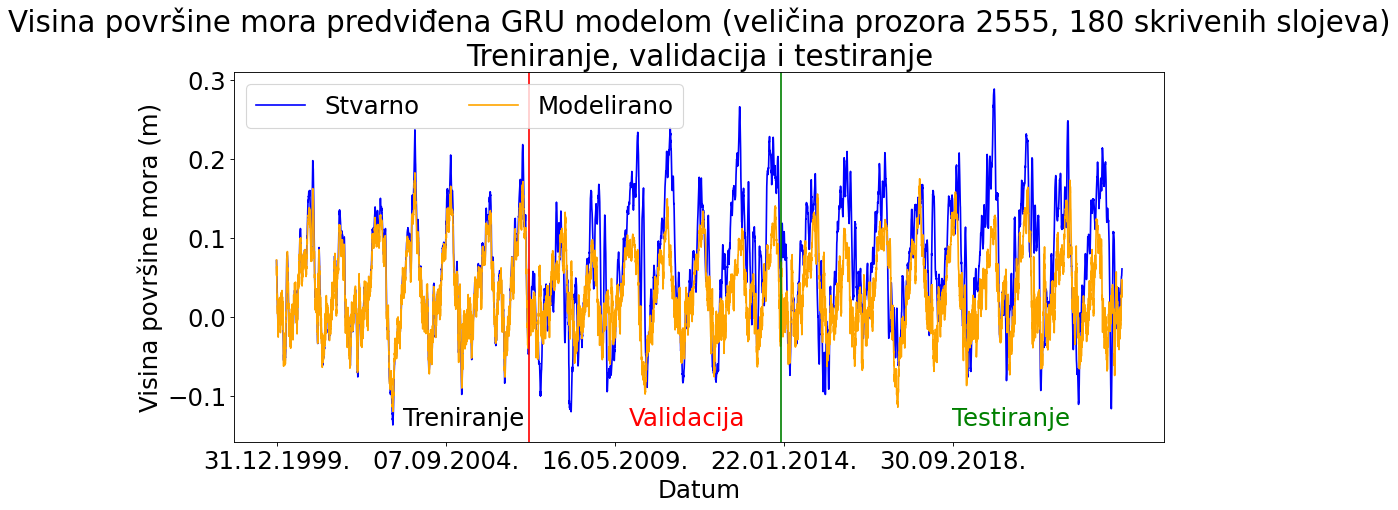 Visina površine mora predviđena GRU modelom (veličina prozora 2555, 180 skrivenih slojeva)
Treniranje, validacija i testiranje
Stvarno
Modelirano
Visina površine mora (m)
0.3
0.2
0.1
0.0
−0.1
Treniranje
Validacija
Testiranje
31.12.1999.
07.09.2004.
16.05.2009.
22.01.2014.
30.09.2018.
Datum